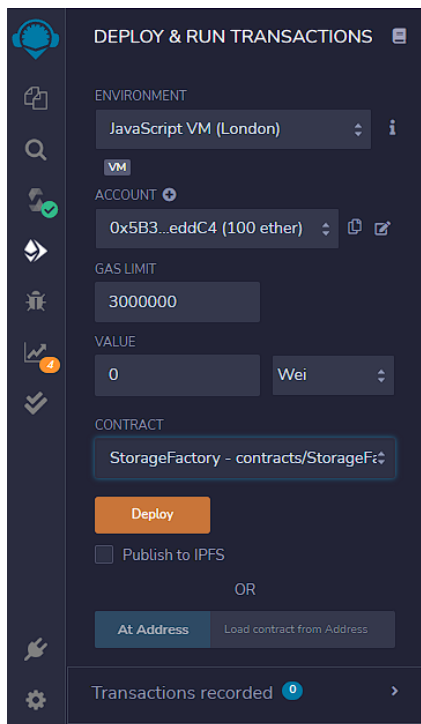 DEPLOY & RUN TRANSACTIONS
ENVIRONMENT
JavaScript VM (London)
VM
ACCOUNT
0x5B3...eddC4 (100 ether)
GAS LIMIT
3000000
VALUE
0 Wei
CONTRACT
StorageFactory - contracts/StorageFa
Deploy
Publish to IPFS
OR
At Address Load contract from Address
4
Transactions recorded 0